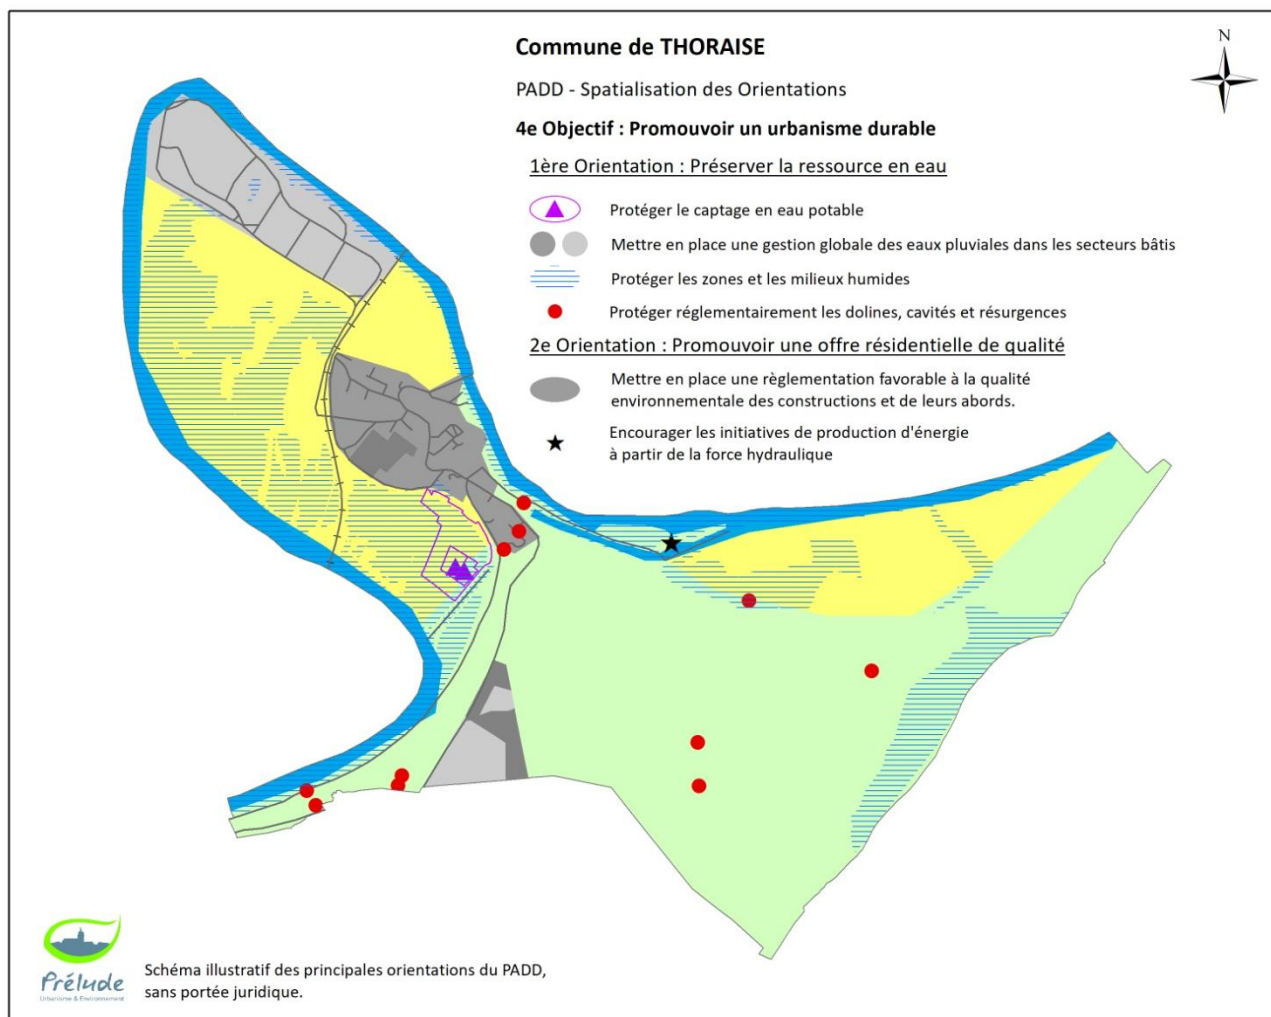 Commune de THORAISE
N
PADD - Spatialisation des Orientations
4e Objectif : Promouvoir un urbanisme durable
1ère Orientation : Préserver la ressource en eau
Protéger le captage en eau potable
Mettre en place une gestion globale des eaux pluviales dans les secteurs bâtis
Protéger les zones et les milieux humides
Protéger réglementairement les dolines, cavités et résurgences
2e Orientation : Promouvoir une offre résidentielle de qualité
Mettre en place une règlementation favorable à la qualité
environnementale des constructions et de leurs abords.
Encourager les initiatives de production d'énergie
à partir de la force hydraulique
Prélude
Urbanisme & Environnement
Schéma illustratif des principales orientations du PADD,
sans portée juridique.